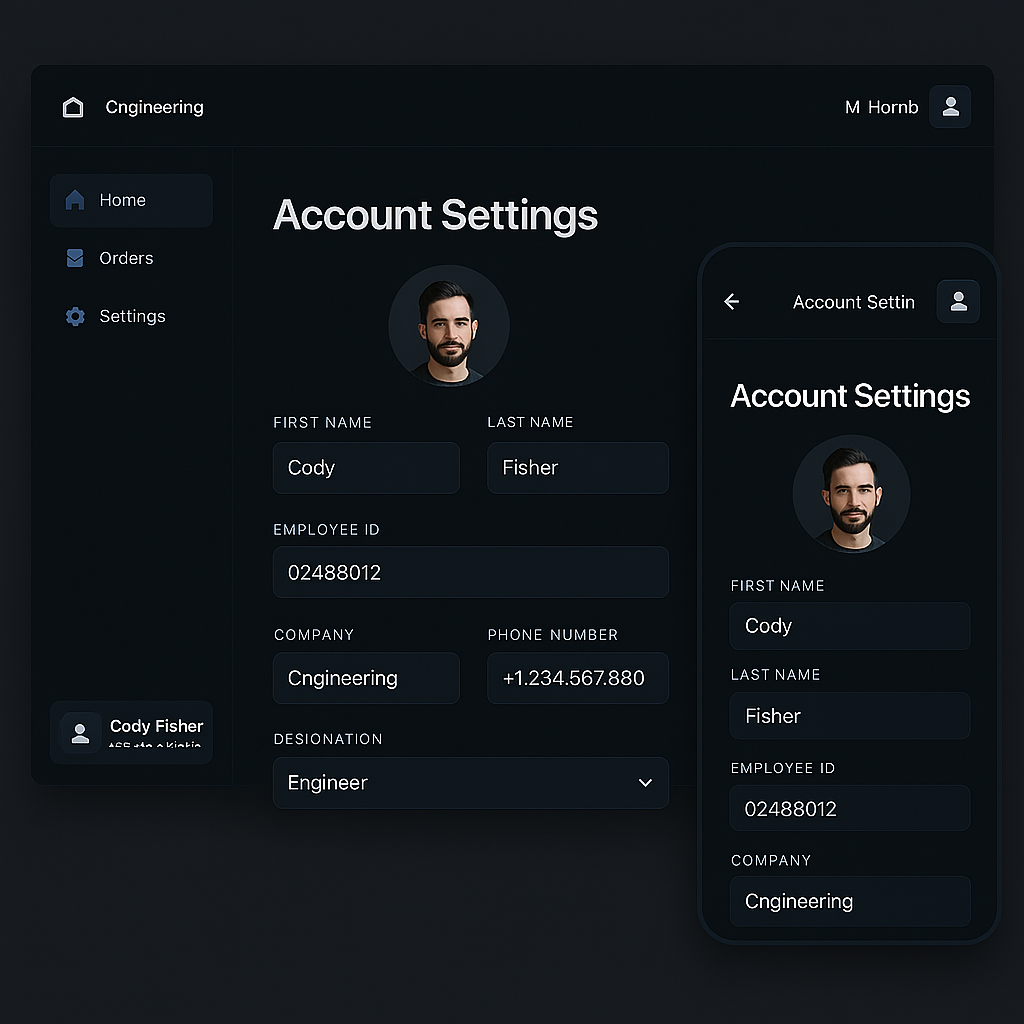 Cngineering
M Hornb
Home
Orders
Settings
Cody Fisher
Account Settings
FIRST NAME
LAST NAME
Cody
Fisher
EMPLOYEE ID
02488012
COMPANY
PHONE NUMBER
Cngineering
+1.234.567.880
DESIONATION
Engineer
Account Settin
Account Settings
FIRST NAME
Cody
LAST NAME
Fisher
EMPLOYEE ID
02488012
COMPANY
Cngineering